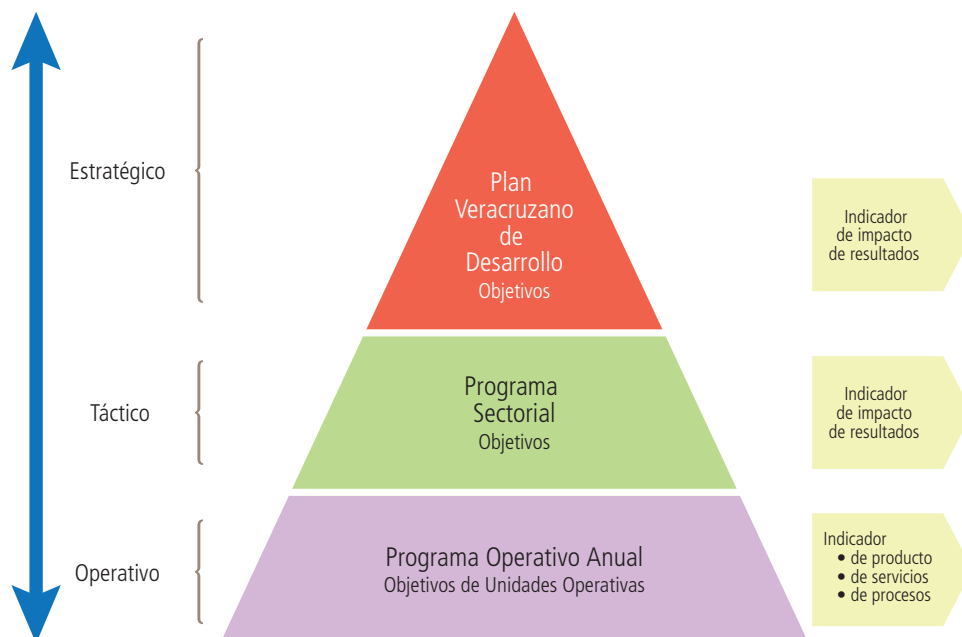 Estratégico
Plan
Veracruzano
de
Desarrollo
Objetivos
Indicador
de impacto
de resultados
Táctico
Programa
Sectorial
Objetivos
Indicador
de impacto
de resultados
Operativo
Programa Operativo Anual
Objetivos de Unidades Operativas
Indicador
• de producto
• de servicios
• de procesos